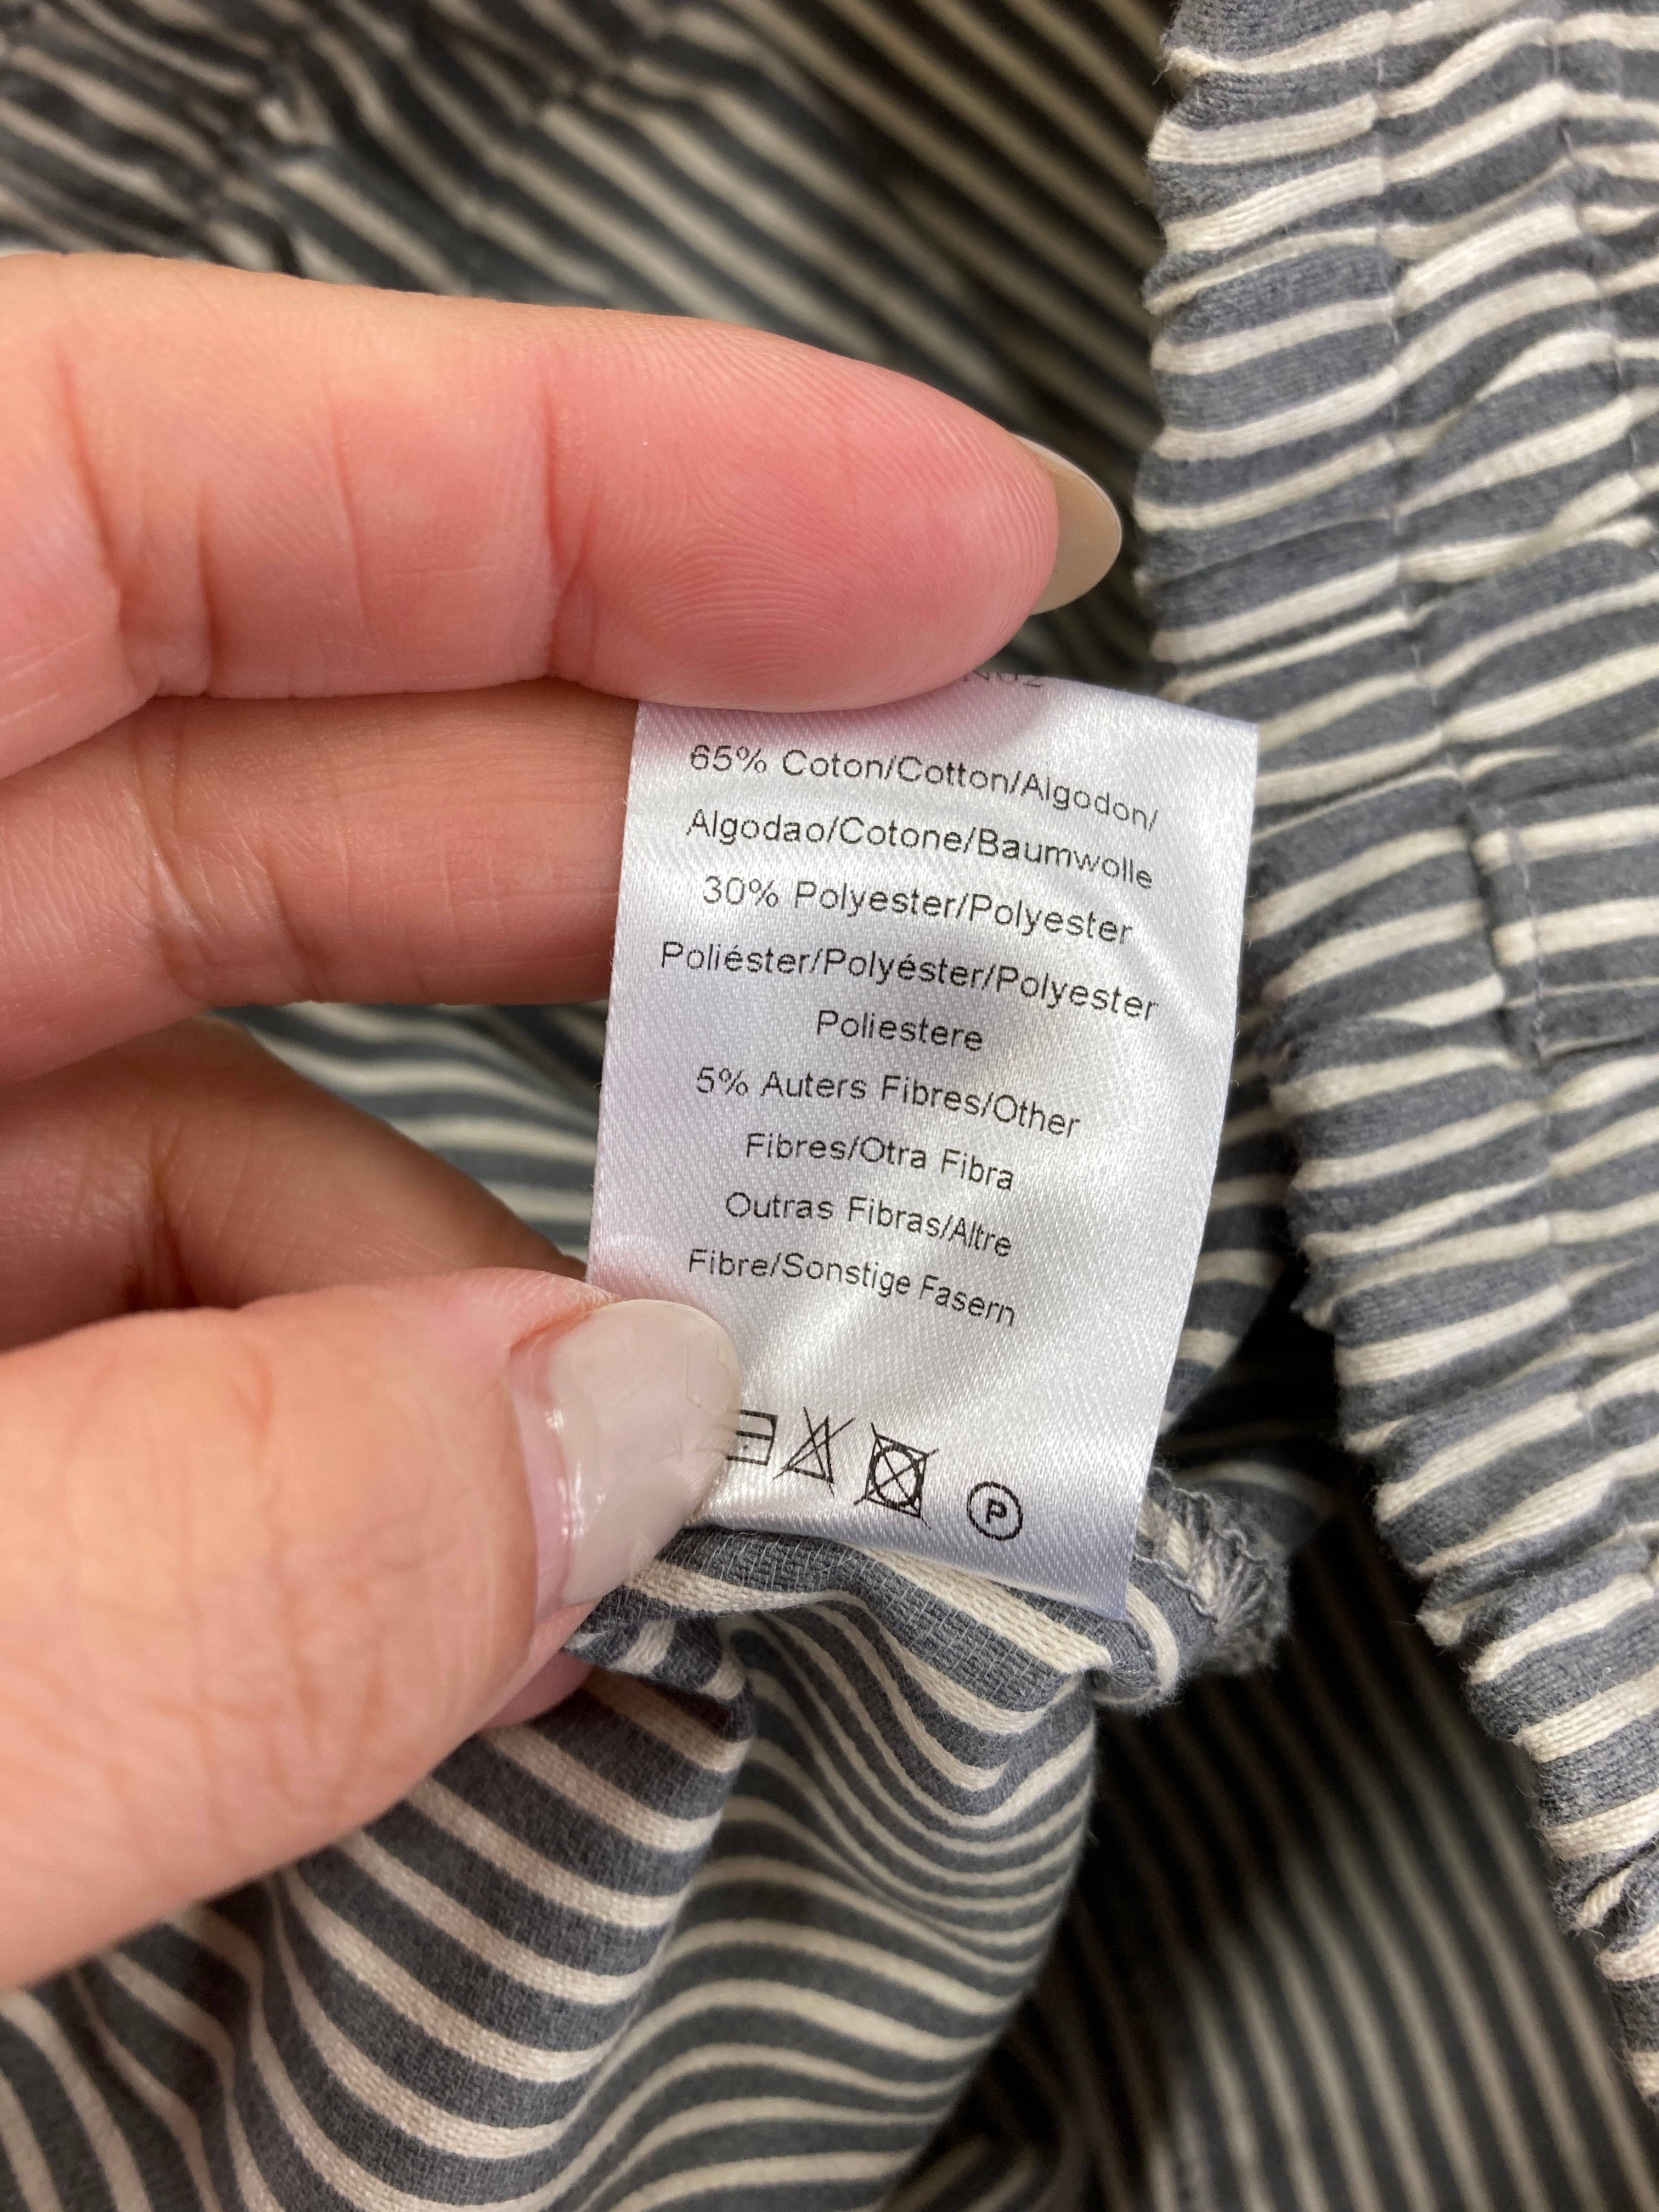 65% Coton/Cotton/Algodon/
Algodao/Cotone/Baumwolle
30% Polyester/Polyester
Poliéster/Polyéster/Polyester
Poliestere
5% Auters Fibres/Other
Fibres/Otra Fibra
Outras Fibras/Altre
Fibre/Sonstige Fasern
P